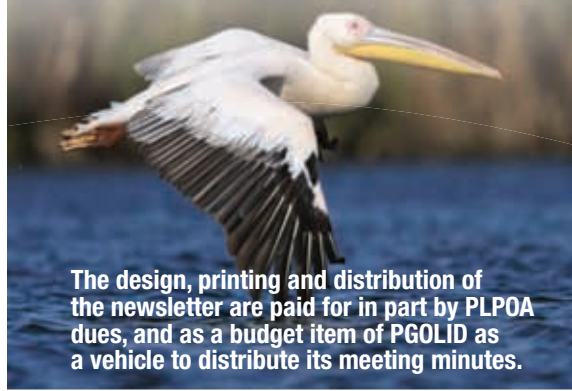 The design, printing and distribution of
the newsletter are paid for in part by PLPOA
dues, and as a budget item of PGOLID as
a vehicle to distribute its meeting minutes.